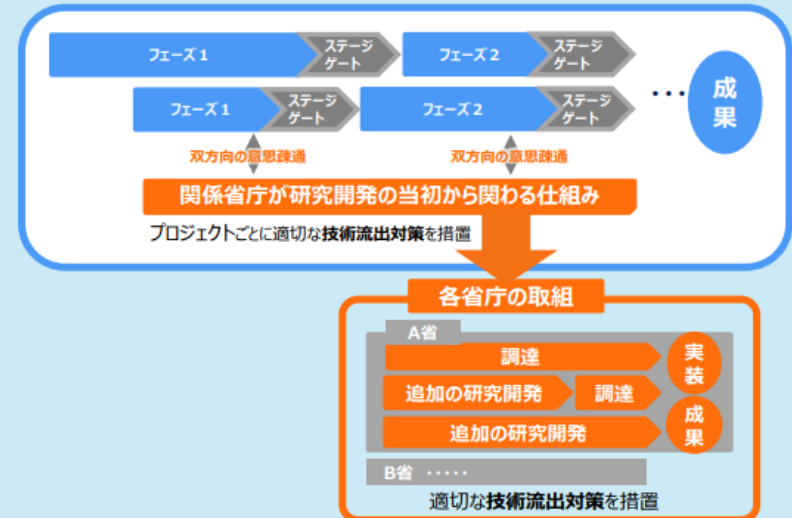 フェーズ1
ステージ
ゲート
フェーズ2
ステージ
ゲート
フェーズ1
ステージ
ゲート
フェーズ2
ステージ
ゲート
・・・
成
果
双方向の意思疎通
双方向の意思疎通
関係省庁が研究開発の当初から関わる仕組み
プロジェクトごとに適切な技術流出対策を措置
各省庁の取組
A省
調達
追加の研究開発
調達
追加の研究開発
実
装
成
果
B省 ・・・・・
適切な技術流出対策を措置